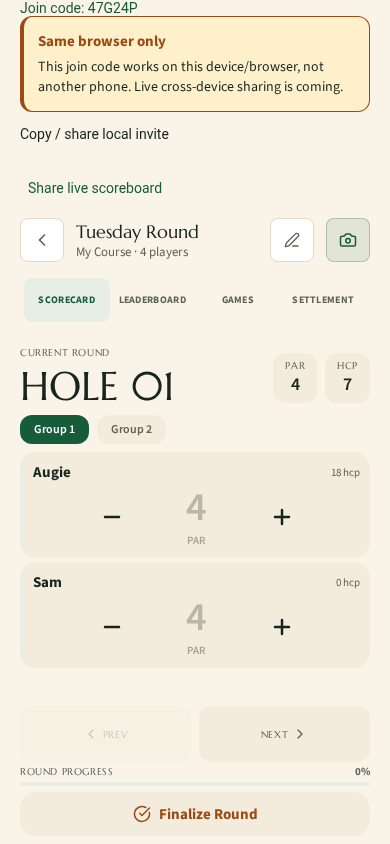 Join code: 47G24P
Same browser only
This join code works on this device/browser, not
another phone. Live cross-device sharing is coming.
Copy / share local invite
Share live scoreboard
Tuesday Round
My Course · 4 players
SCORECARD LEADERBOARD GAMES SETTLEMENT
CURRENT ROUND
HOLE 01
PAR
4
HCP
7
Group 1 Group 2
Augie 18 hcp
− 4 +
PAR
Sam 0 hcp
− 4 +
PAR
PREV NEXT
ROUND PROGRESS 0%
Finalize Round